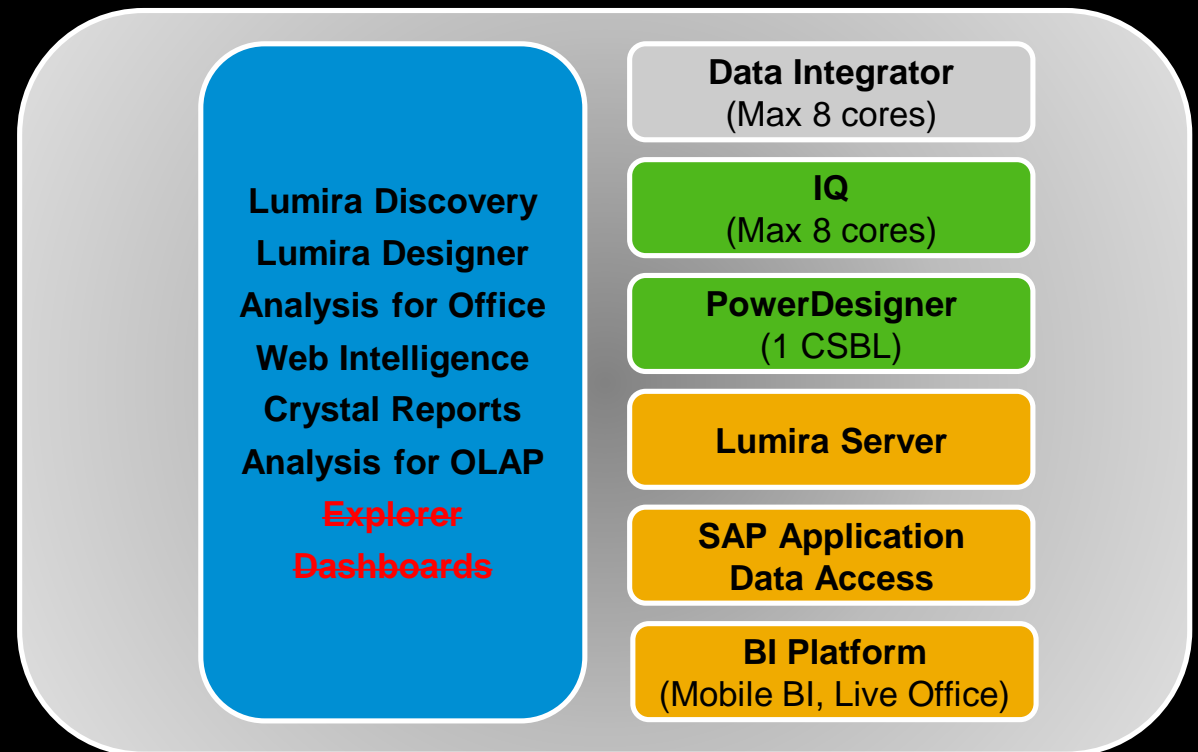 Lumira Discovery
Lumira Designer
Analysis for Office
Web Intelligence
Crystal Reports
Analysis for OLAP
Explorer
Dashboards
Data Integrator
(Max 8 cores)
IQ
(Max 8 cores)
PowerDesigner
(1 CSBL)
Lumira Server
SAP Application
Data Access
BI Platform
(Mobile BI, Live Office)